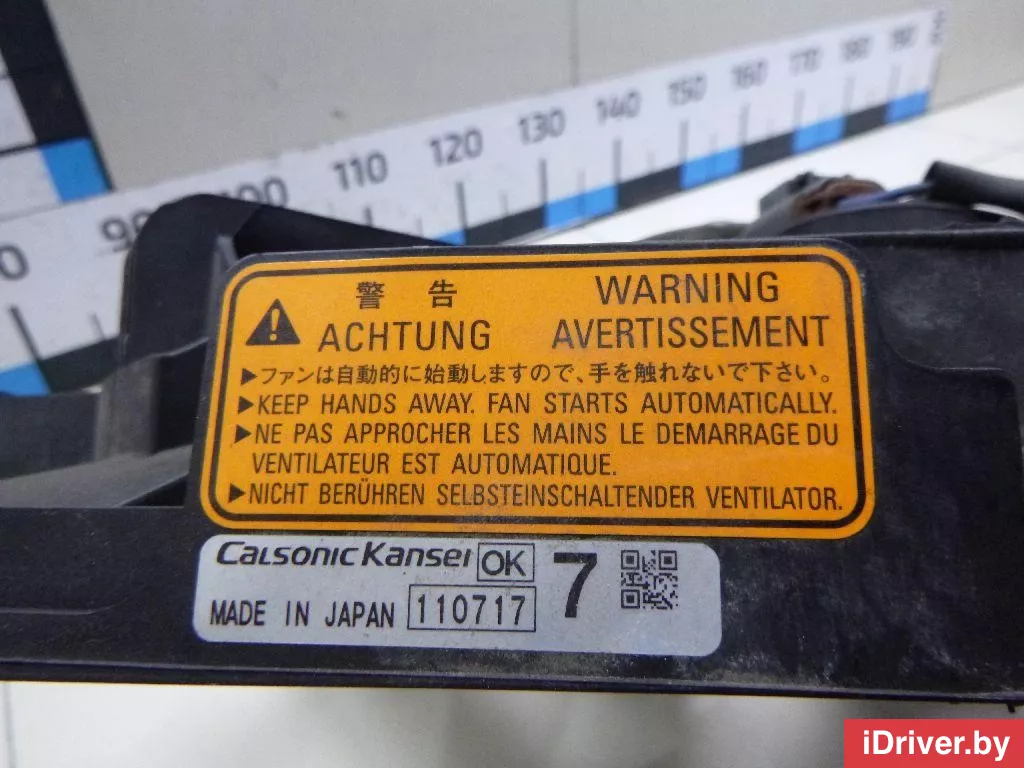 90 100 110 120 130 140 150 160 170 180 190
警告 WARNING
ACHTUNG AVERTISSEMENT
▶ファンは自動的に始動しますので、手を触れないで下さい。
▶KEEP HANDS AWAY. FAN STARTS AUTOMATICALLY.
▶NE PAS APPROCHER LES MAINS LE DEMARRAGE DU
VENTILATEUR EST AUTOMATIQUE.
▶NICHT BERÜHREN SELBSTEINSCHALTENDER VENTILATOR.
CalsonicKansei OK 7
MADE IN JAPAN 110717
iDriver.by